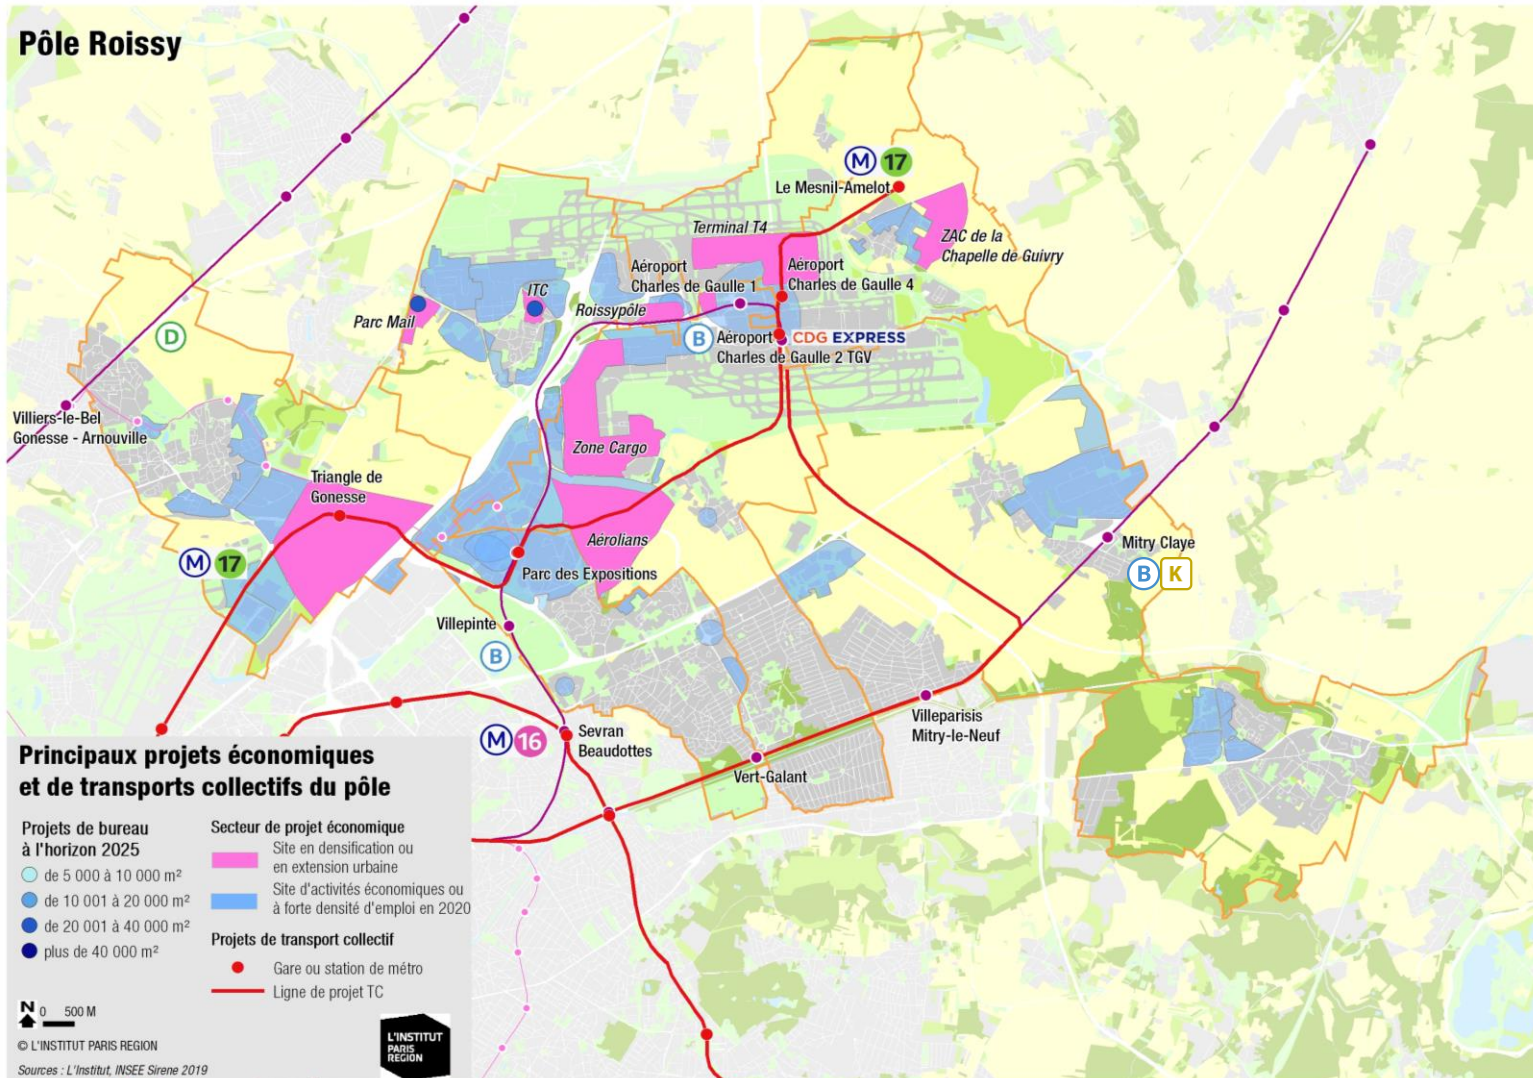 Pôle Roissy
M 17
Le Mesnil-Amelot
Terminal T4
ZAC de la
Chapelle de Guivry
Aéroport
Charles de Gaulle 1
Aéroport
Charles de Gaulle 4
ITC
Roissypôle
Parc Mail
D
B
Aéroport
Charles de Gaulle 2 TGV
CDG EXPRESS
Villiers-le-Bel
Gonesse - Arnouville
Zone Cargo
Triangle de
Gonesse
Aérolians
Mitry Claye
B K
M 17
Parc des Expositions
Villepinte
B
Villeparisis
Mitry-le-Neuf
M 16
Sevran
Beaudottes
Vert-Galant
Principaux projets économiques
et de transports collectifs du pôle
Projets de bureau
à l'horizon 2025
de 5 000 à 10 000 m²
de 10 001 à 20 000 m²
de 20 001 à 40 000 m²
plus de 40 000 m²
Secteur de projet économique
Site en densification ou
en extension urbaine
Site d'activités économiques ou
à forte densité d'emploi en 2020
Projets de transport collectif
Gare ou station de métro
Ligne de projet TC
N 0 500 M
© L'INSTITUT PARIS REGION
Sources : L'Institut, INSEE Sirene 2019
L'INSTITUT
PARIS
REGION